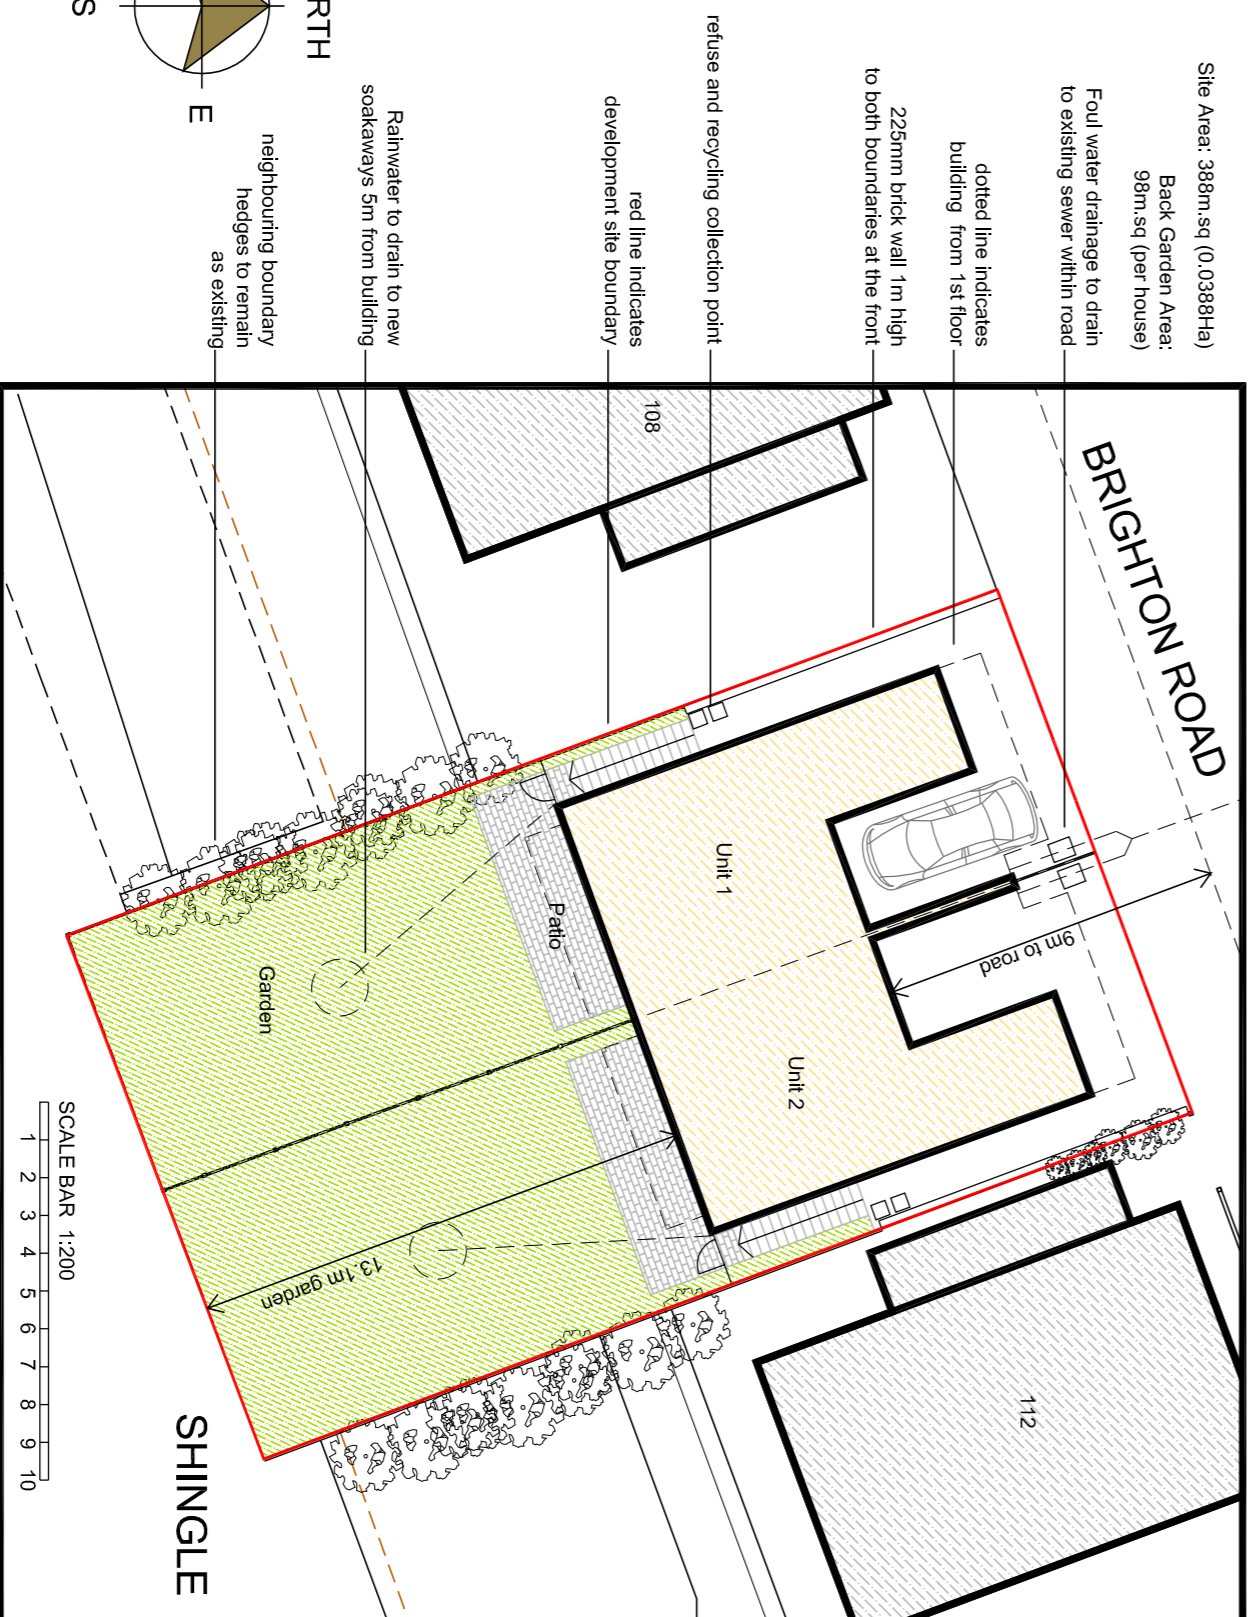 Site Area: 388m.sq (0.0388Ha)
Back Garden Area:
98m.sq (per house)
Foul water drainage to drain
to existing sewer within road
dotted line indicates
building from 1st floor
225mm brick wall 1m high
to both boundaries at the front
refuse and recycling collection point
red line indicates
development site boundary
Rainwater to drain to new
soakaways 5m from building
neighbouring boundary
hedges to remain
as existing
RTH
E
S
BRIGHTON ROAD
108
112
9m to road
Unit 1
Unit 2
Patio
Garden
13.1m garden
SHINGLE
SCALE BAR 1:200
1 2 3 4 5 6 7 8 9 10